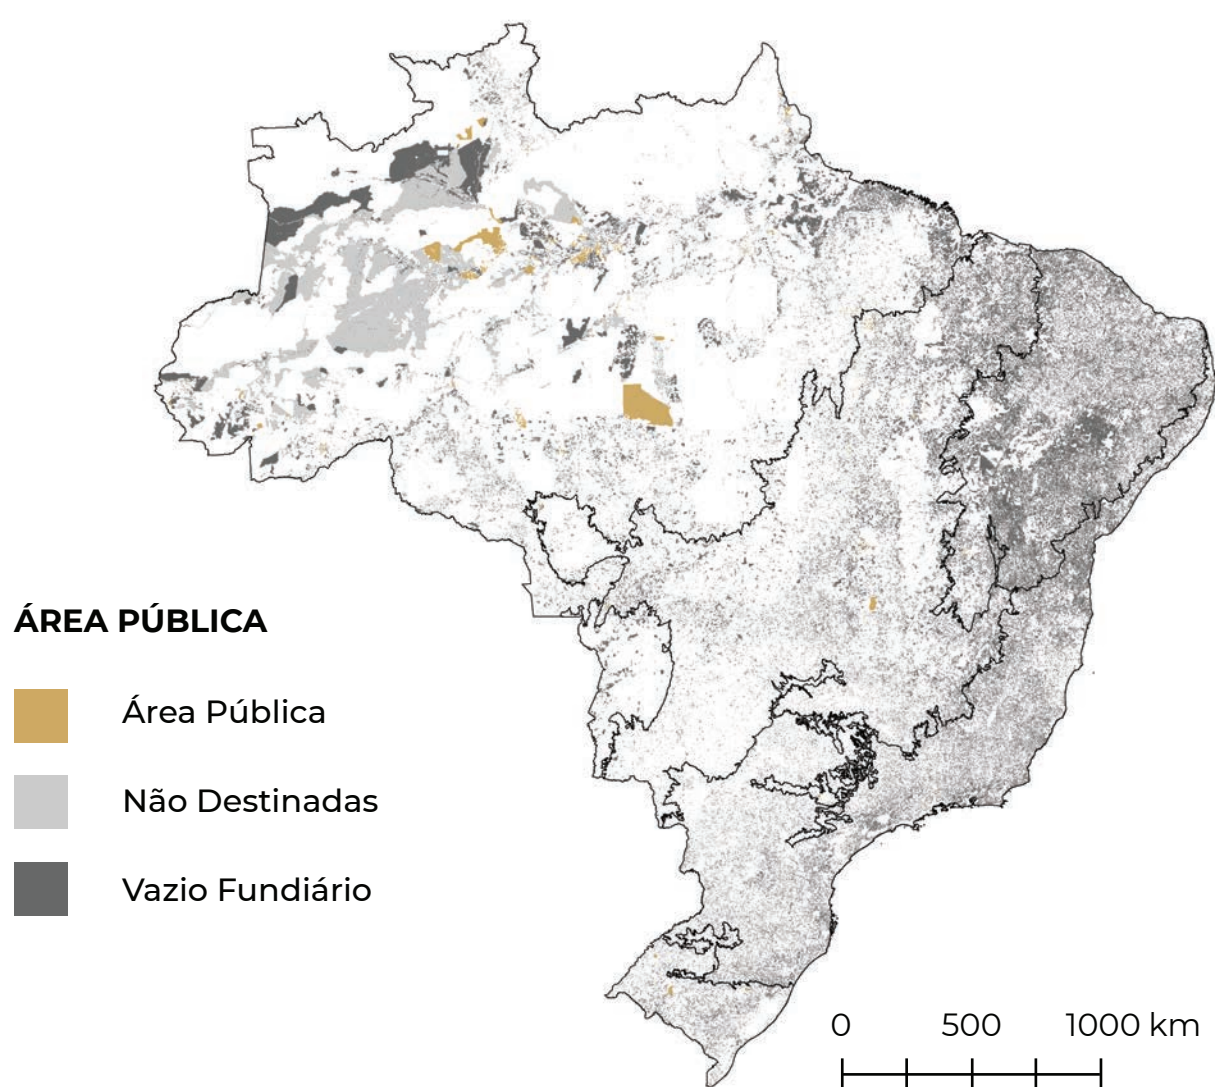 ÁREA PÚBLICA
Área Pública
Não Destinadas
Vazio Fundiário
0 500 1000 km